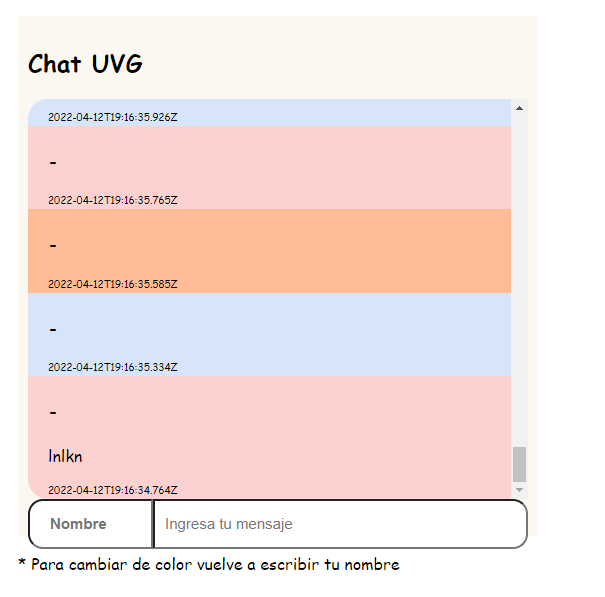 Chat UVG
2022-04-12T19:16:35.926Z
-
2022-04-12T19:16:35.765Z
-
2022-04-12T19:16:35.585Z
-
2022-04-12T19:16:35.334Z
-
lnlkn
2022-04-12T19:16:34.764Z
Nombre Ingresa tu mensaje
* Para cambiar de color vuelve a escribir tu nombre